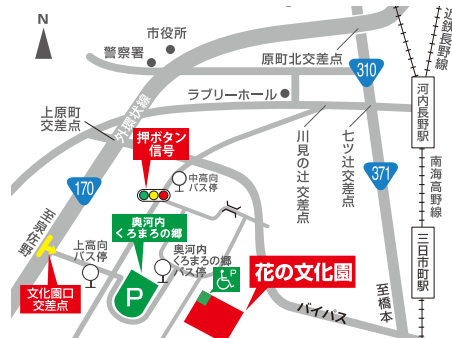 N
市役所
警察署
原町北交差点
近鉄長野線
310
ラブリーホール
河内長野駅
上原町
交差点
外環状線
押ボタン
信号
川見の辻 交差点
七ツ辻交差点
371
南海高野線
170
中高向
バス停
至泉佐野
奥河内
くろまろの郷
上高向
バス停
奥河内
くろまろの郷
バス停
三日市町駅
P
P
花の文化園
文化園口
交差点
バイパス
至橋本